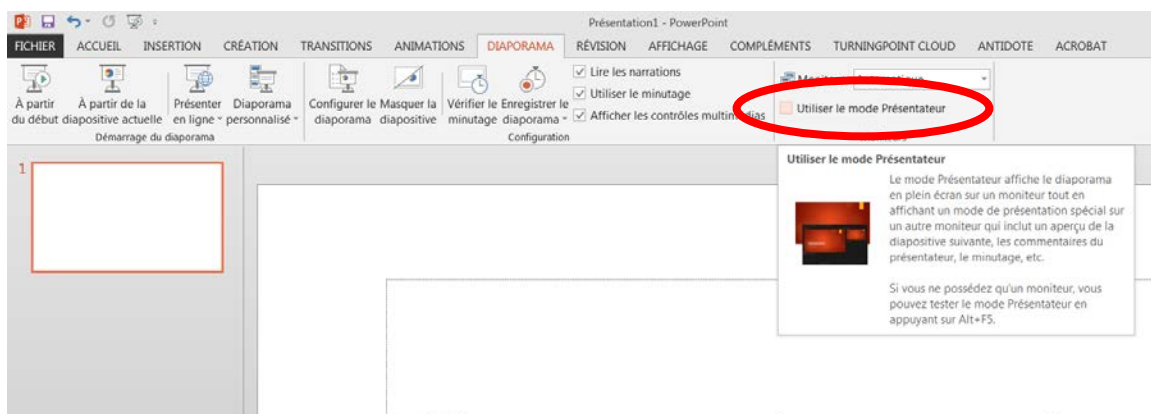 Présentation1 - PowerPoint
FICHIER ACCUEIL INSERTION CRÉATION TRANSITIONS ANIMATIONS DIAPORAMA RÉVISION AFFICHAGE COMPLÉMENTS TURNINGPOINT CLOUD ANTIDOTE ACROBAT
À partir du début
À partir de la diapositive actuelle
Présenter en ligne
Diaporama personnalisé
Démarrage du diaporama
Configurer le diaporama
Masquer la diapositive
Vérifier le minutage
Enregistrer le diaporama
Lire les narrations
Utiliser le minutage
Afficher les contrôles multimédias
Configuration
Utiliser le mode Présentateur
1
Utiliser le mode Présentateur
Le mode Présentateur affiche le diaporama
en plein écran sur un moniteur tout en
affichant un mode de présentation spécial sur
un autre moniteur qui inclut un aperçu de la
diapositive suivante, les commentaires du
présentateur, le minutage, etc.
Si vous ne possédez qu'un moniteur, vous
pouvez tester le mode Présentateur en
appuyant sur Alt+F5.